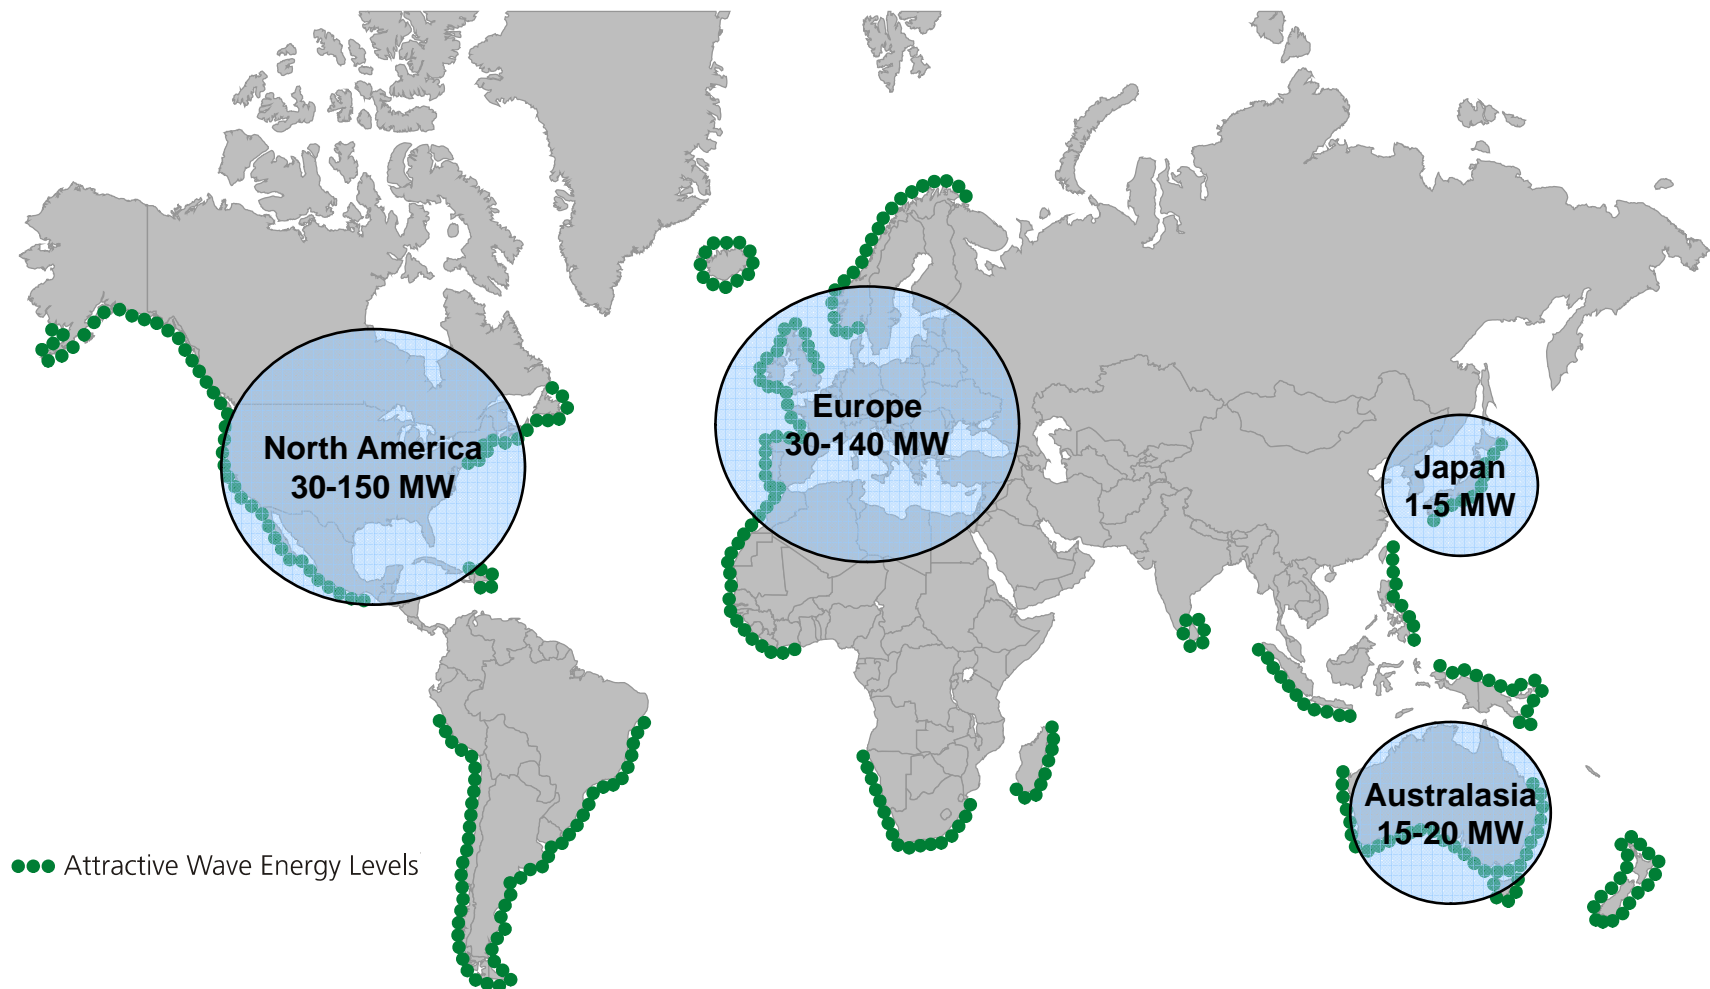 North America
30-150 MW
Europe
30-140 MW
Japan
1-5 MW
Australasia
15-20 MW
Attractive Wave Energy Levels